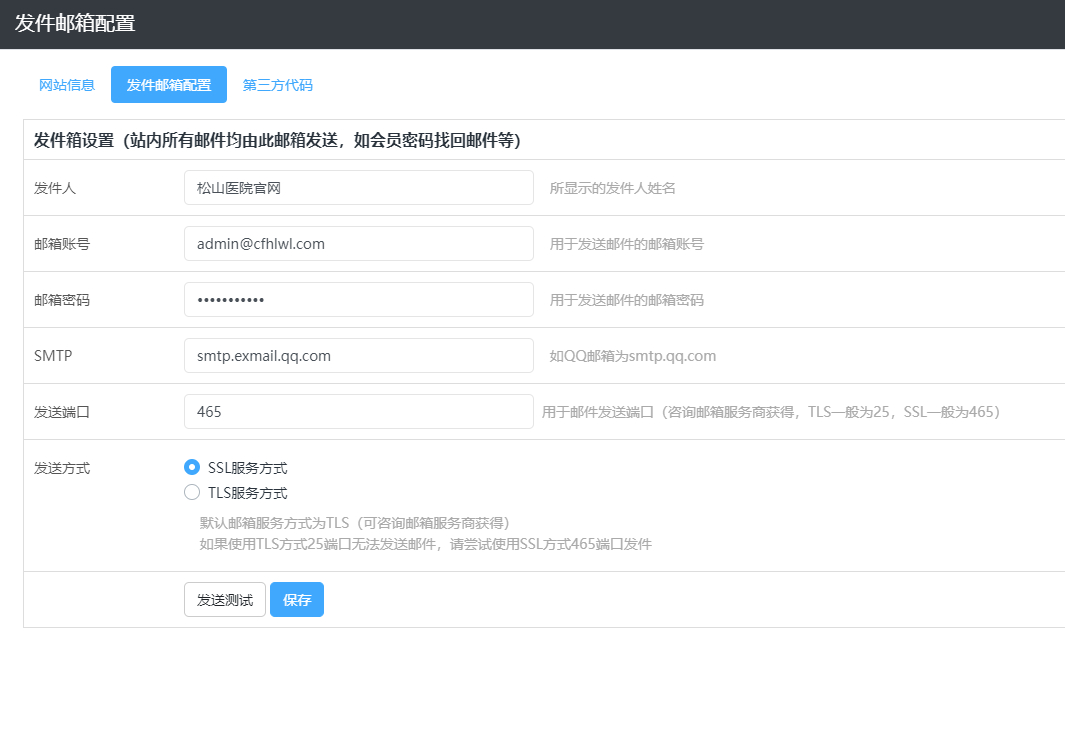 发件邮箱配置
网站信息 发件邮箱配置 第三方代码
发件箱设置（站内所有邮件均由此邮箱发送，如会员密码找回邮件等）
发件人 松山医院官网 所显示的发件人姓名
邮箱账号 admin@cfhlwl.com 用于发送邮件的邮箱账号
邮箱密码 ••••••••••• 用于发送邮件的邮箱密码
SMTP smtp.exmail.qq.com 如QQ邮箱为smtp.qq.com
发送端口 465 用于邮件发送端口（咨询邮箱服务商获得，TLS一般为25，SSL一般为465）
发送方式 SSL服务方式
TLS服务方式
默认邮箱服务方式为TLS（可咨询邮箱服务商获得）
如果使用TLS方式25端口无法发送邮件，请尝试使用SSL方式465端口发件
发送测试 保存